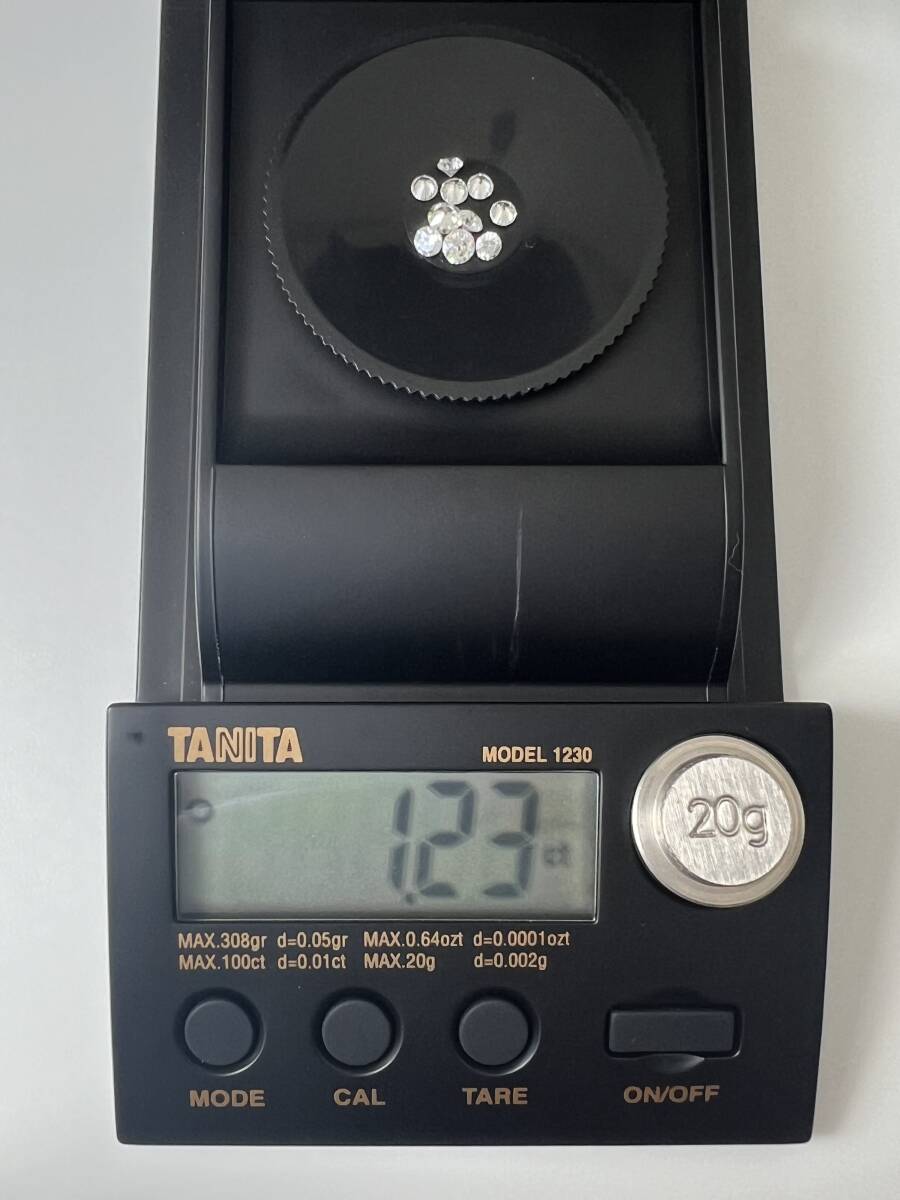 TANITA
MODEL 1230
1.23
20g
MAX.308gr d=0.05gr MAX.0.64ozt d=0.0001ozt
MAX.100ct d=0.01ct MAX.20g d=0.002g
MODE CAL TARE ON/OFF